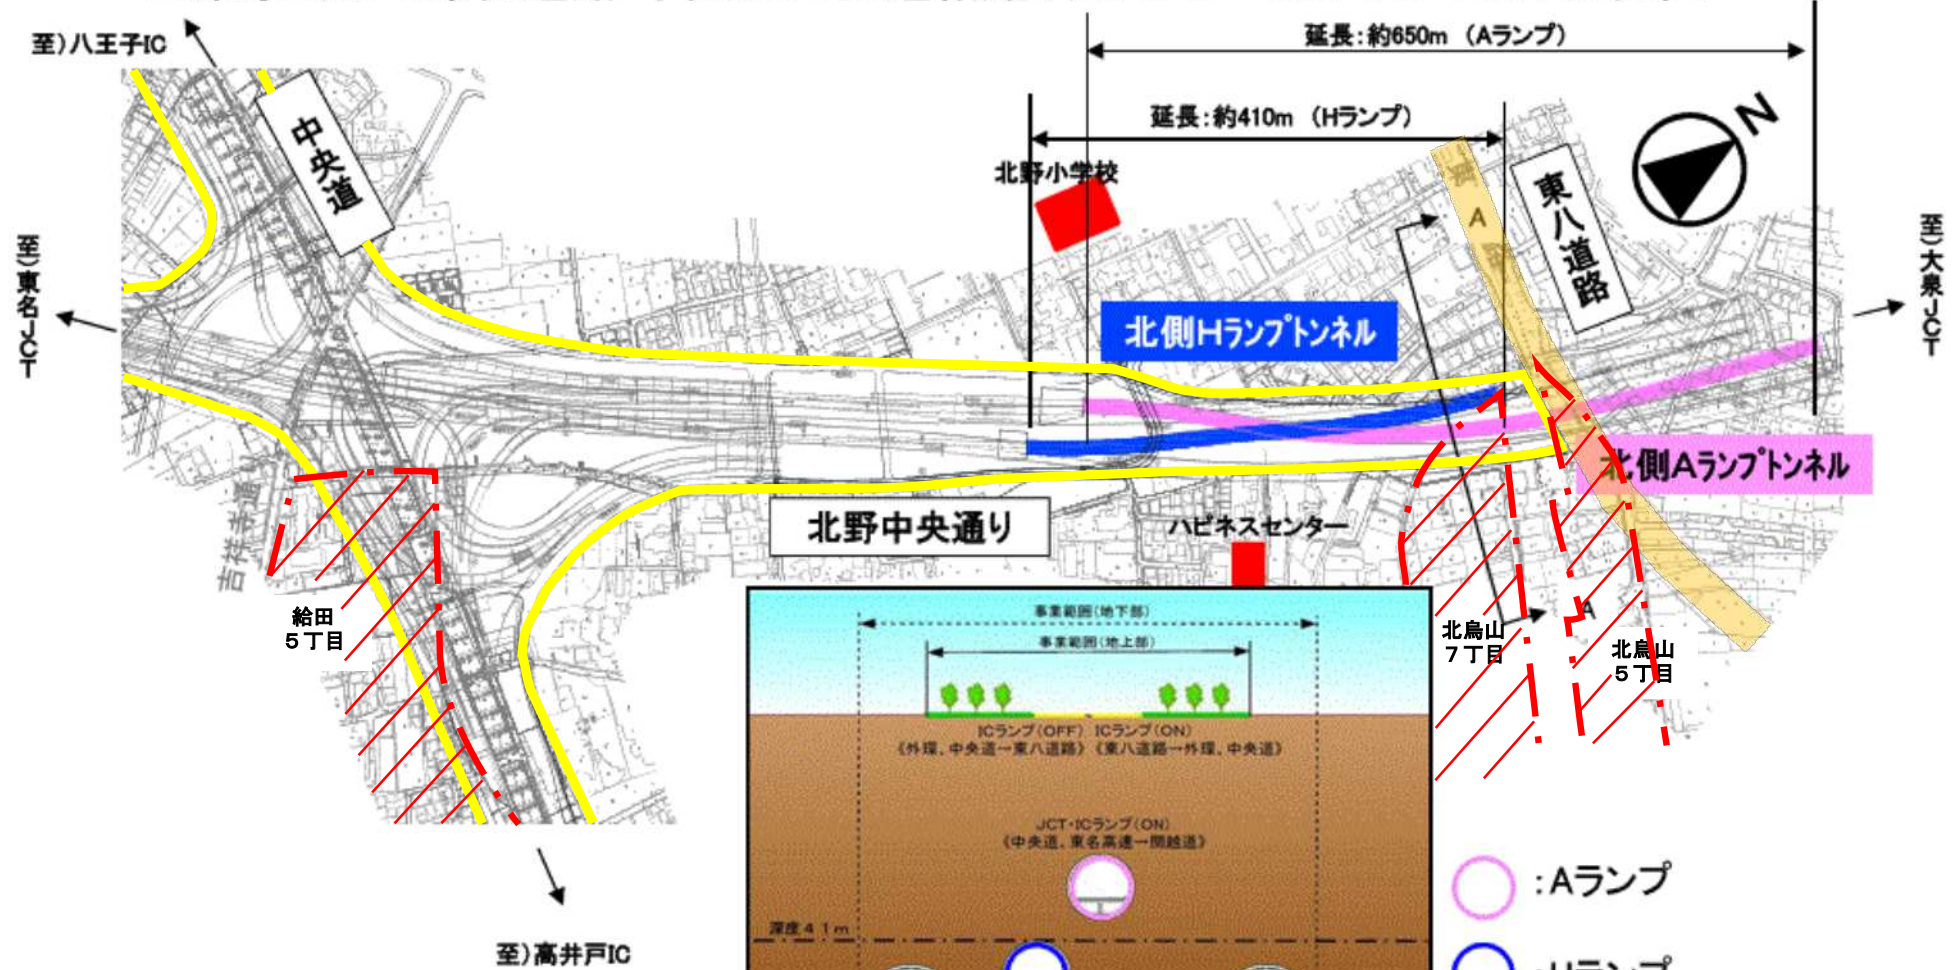 至）八王子IC
中央道
延長：約650m （Aランプ）
延長：約410m （Hランプ）
北野小学校
N
A
東八道路
至）東名JCT
至）大泉JCT
北側Hランプトンネル
北側Aランプトンネル
吉祥寺通り
北野中央通り
ハピネスセンター
給田
５丁目
A
北烏山
７丁目
北烏山
５丁目
事業範囲（地下部）
事業範囲（地上部）
ICランプ（OFF） ICランプ（ON）
《外環、中央道→東八道路》《東八道路→外環、中央道》
JCT・ICランプ（ON）
《中央道、東名高速→関越道》
深度４１ｍ
：Aランプ
：Hランプ
至）高井戸IC